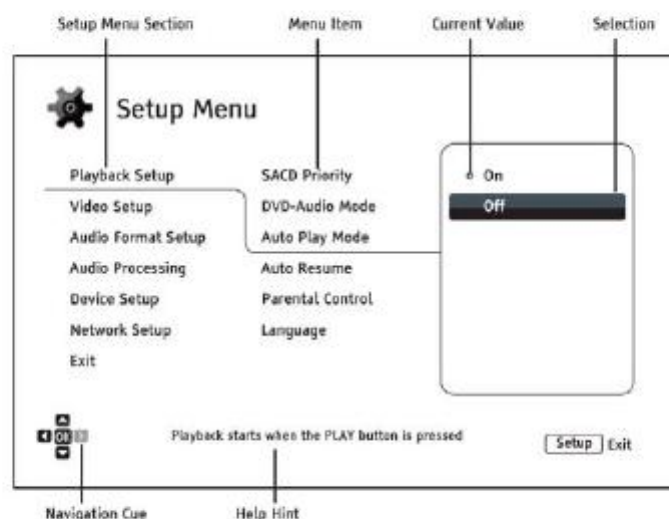 Setup Menu Section Menu Item Current Value Selection
Setup Menu
Playback Setup SACD Priority On
Video Setup DVD-Audio Mode Off
Audio Format Setup Auto Play Mode
Audio Processing Auto Resume
Device Setup Parental Control
Network Setup Language
Exit
OK Playback starts when the PLAY button is pressed Setup Exit
Navigation Cue Help Hint